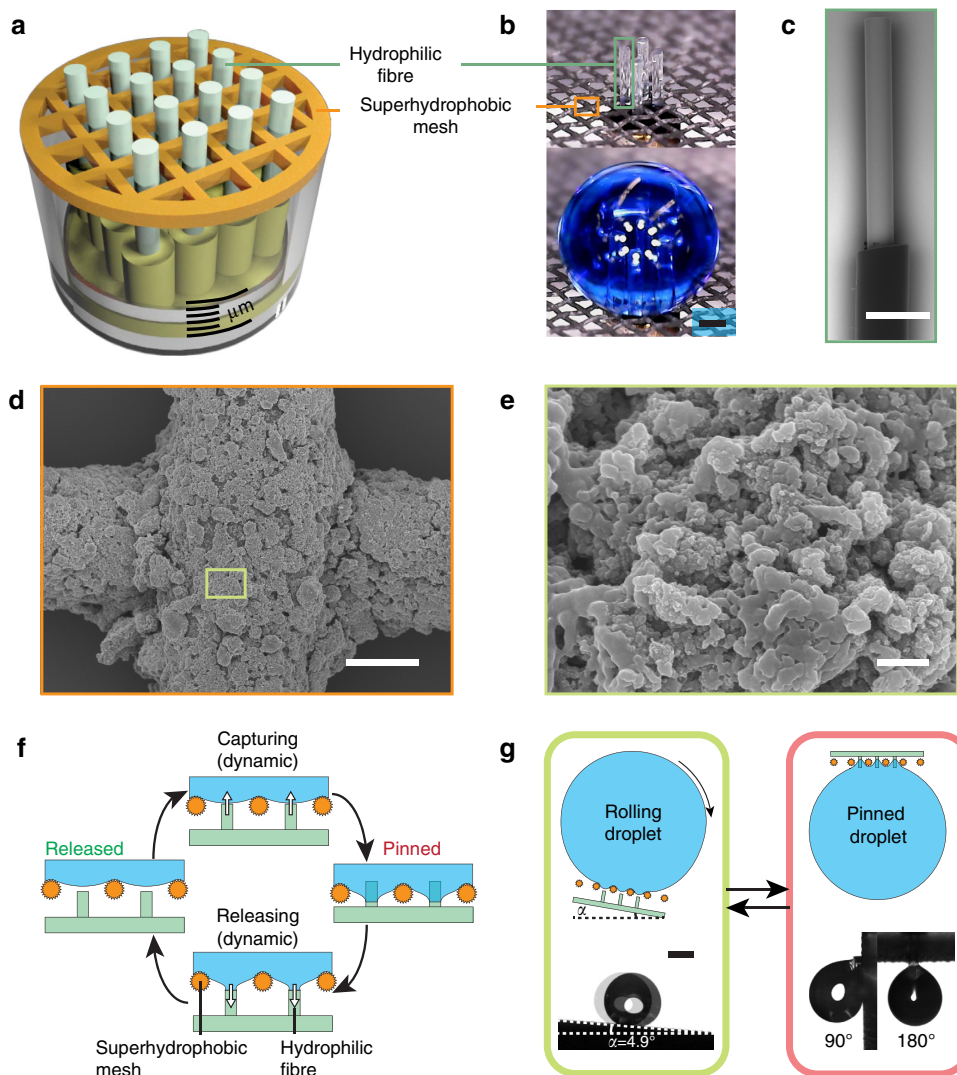 a
b
c
Hydrophilic
fibre
Superhydrophobic
mesh
μm
d
e
f
Capturing
(dynamic)
Released
Pinned
Releasing
(dynamic)
Superhydrophobic
mesh
Hydrophilic
fibre
g
Rolling
droplet
α
α=4.9°
Pinned
droplet
90°
180°